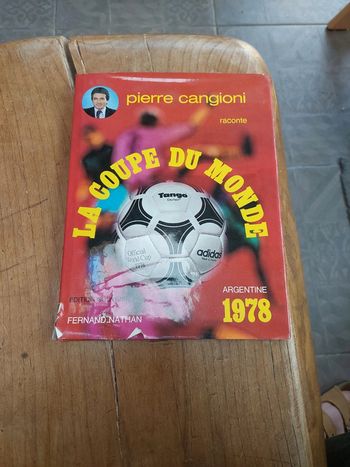 pierre cangioni
raconte
LA COUPE DU MONDE
Tango
Official
World Cup
adidas
ARGENTINE
1978
FERNAND NATHAN